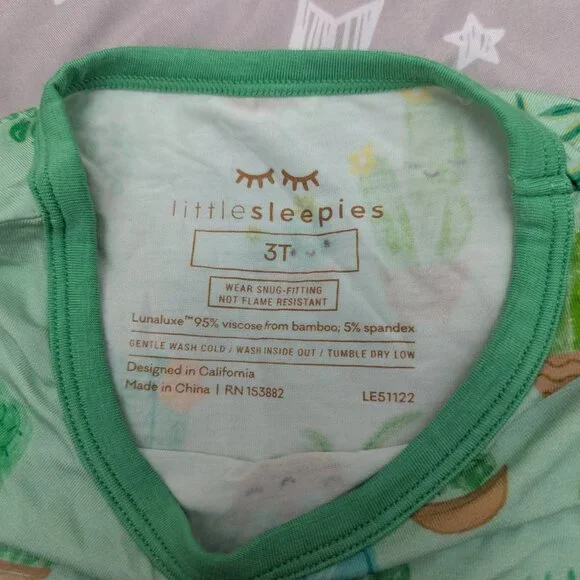 littlesleepies
3T
WEAR SNUG-FITTING
NOT FLAME RESISTANT
Lunaluxe™ 95% viscose from bamboo; 5% spandex
GENTLE WASH COLD / WASH INSIDE OUT / TUMBLE DRY LOW
Designed in California
Made in China | RN 153882
LE51122